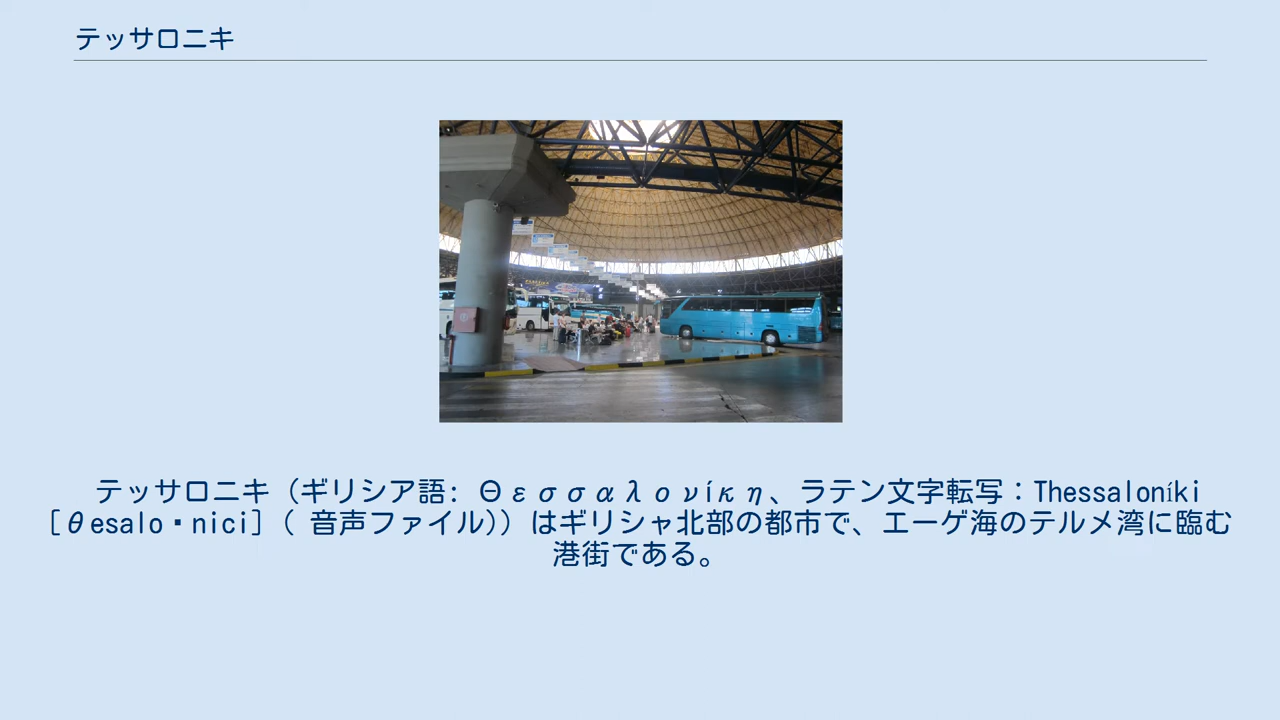 テッサロニキ
テッサロニキ（ギリシア語: Θεσσαλονίκη、ラテン文字転写：Thessaloníki
[θesalo▪nici]（ 音声ファイル)）はギリシャ北部の都市で、エーゲ海のテルメ湾に臨む
港街である。